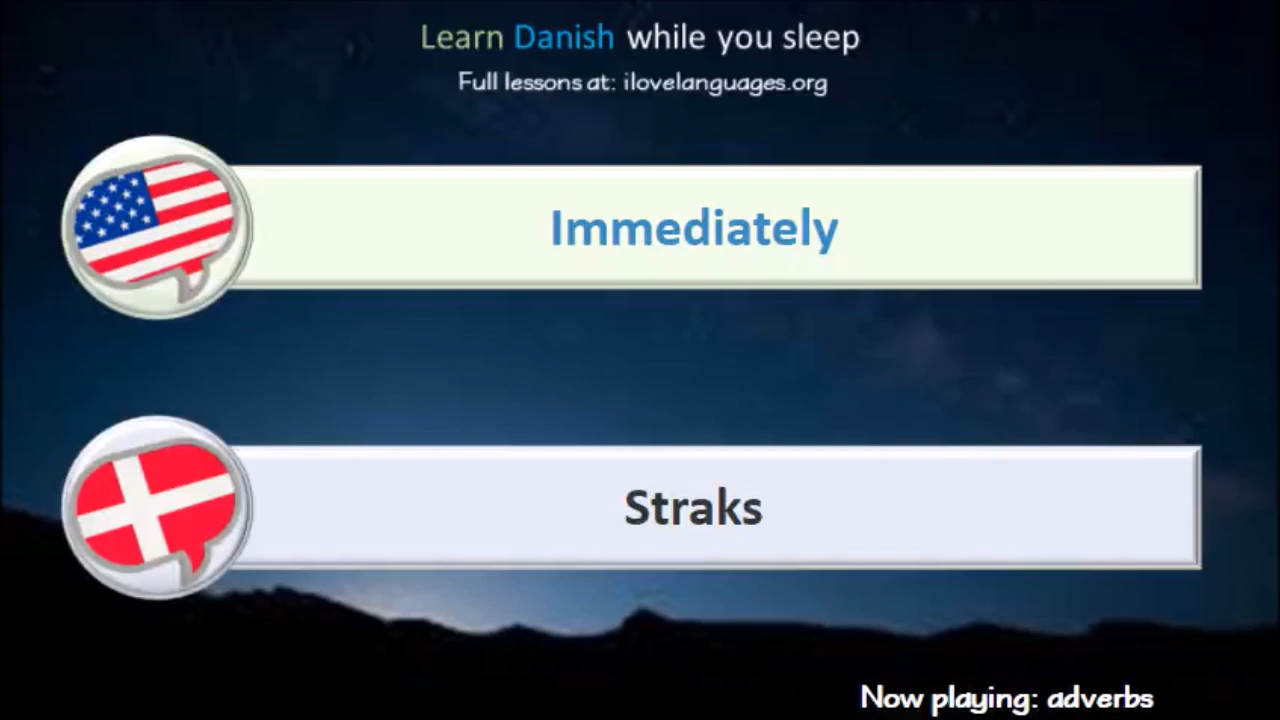 Learn Danish while you sleep
Full lessons at: ilovelanguages.org
Immediately
Straks
Now playing: adverbs